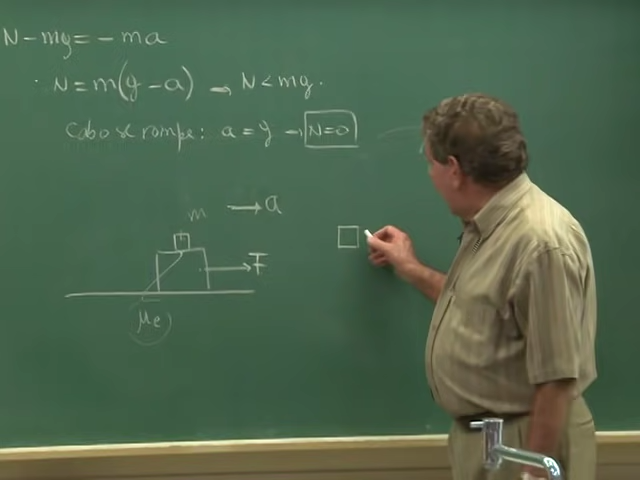 N - mg = - ma
N = m(g - a) → N < mg.
Cabo se rompe: a = g → N = 0
m → a
F
μe